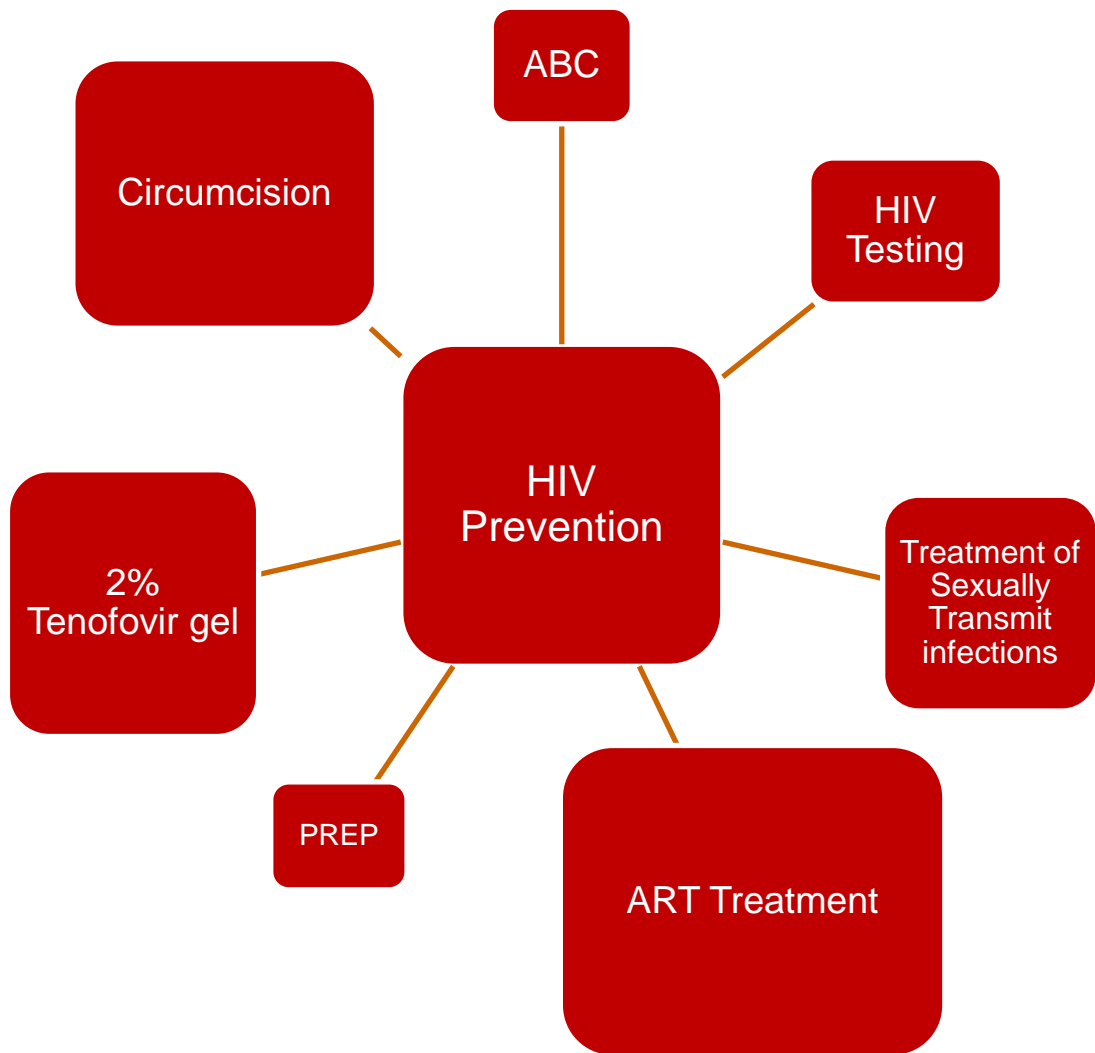 ABC
Circumcision
HIV
Testing
HIV
Prevention
2%
Tenofovir gel
Treatment of
Sexually
Transmit
infections
PREP
ART Treatment